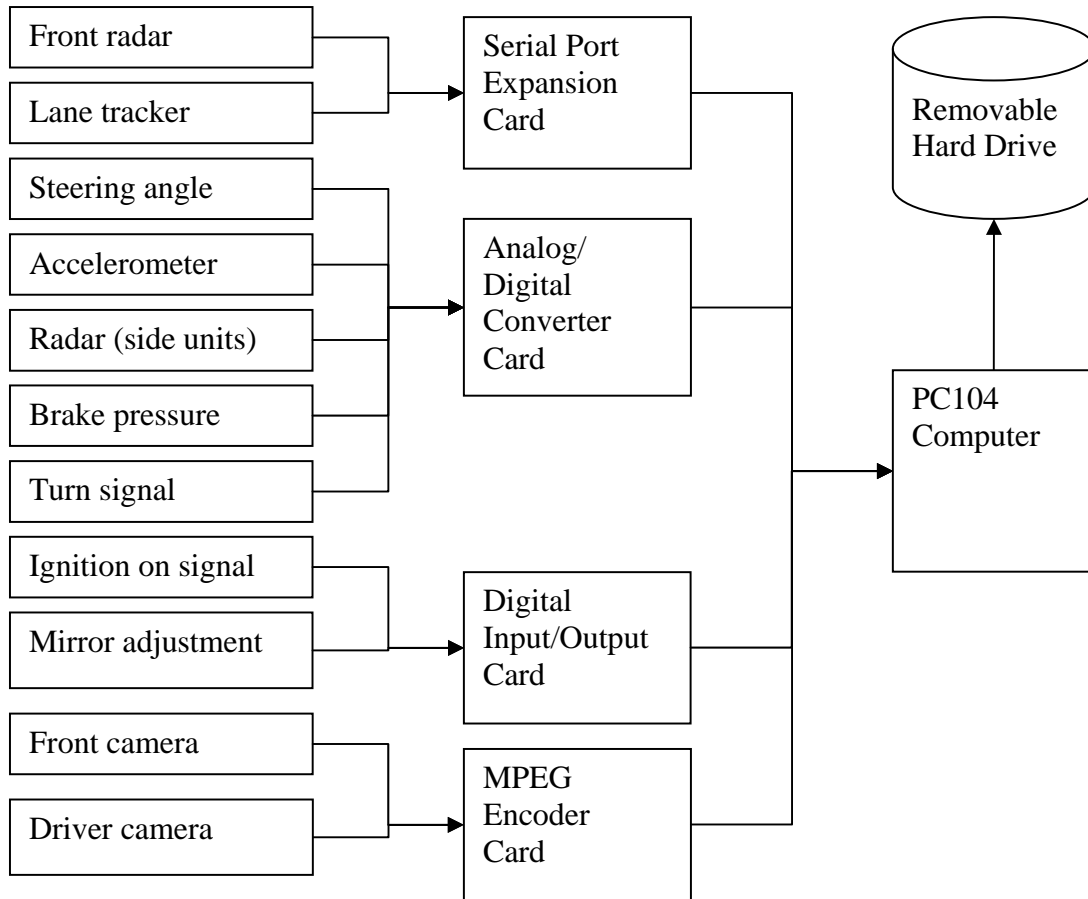 Front radar
Lane tracker
Steering angle
Accelerometer
Radar (side units)
Brake pressure
Turn signal
Ignition on signal
Mirror adjustment
Front camera
Driver camera
Serial Port
Expansion
Card
Analog/
Digital
Converter
Card
Digital
Input/Output
Card
MPEG
Encoder
Card
Removable
Hard Drive
PC104
Computer